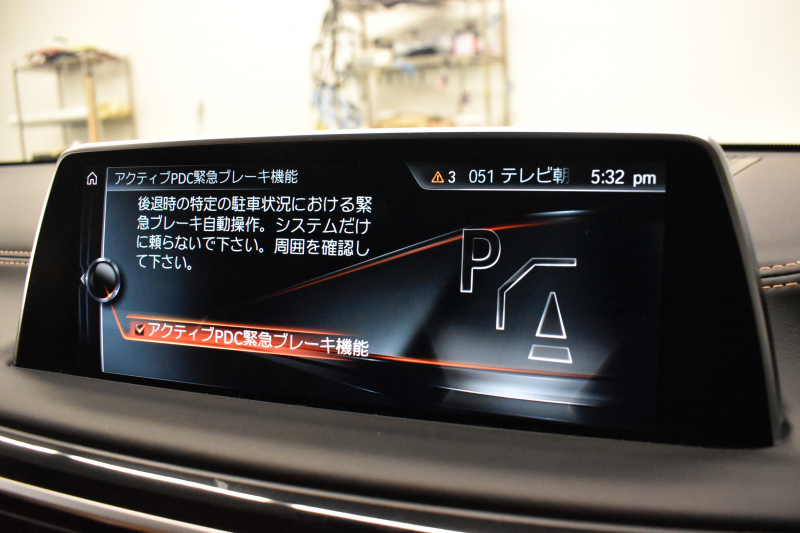 アクティブPDC緊急ブレーキ機能
3 051 テレビ朝 5:32 pm
後退時の特定の駐車状況における緊
急ブレーキ自動操作。システムだけ
に頼らないで下さい。周囲を確認し
て下さい。
P
アクティブPDC緊急ブレーキ機能